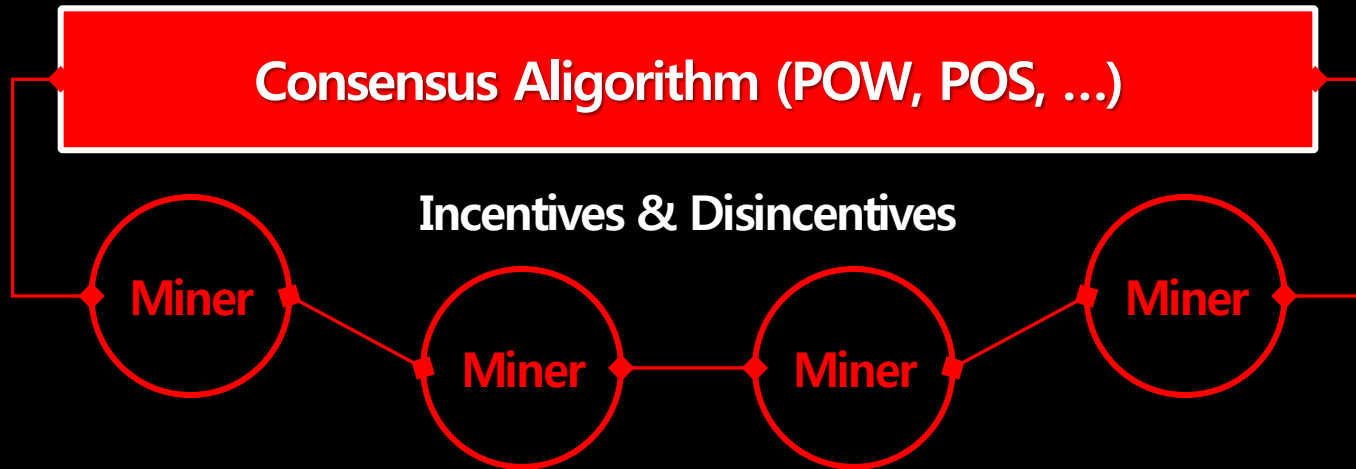 Consensus Aligorithm (POW, POS, ...)
Incentives & Disincentives
Miner
Miner
Miner
Miner